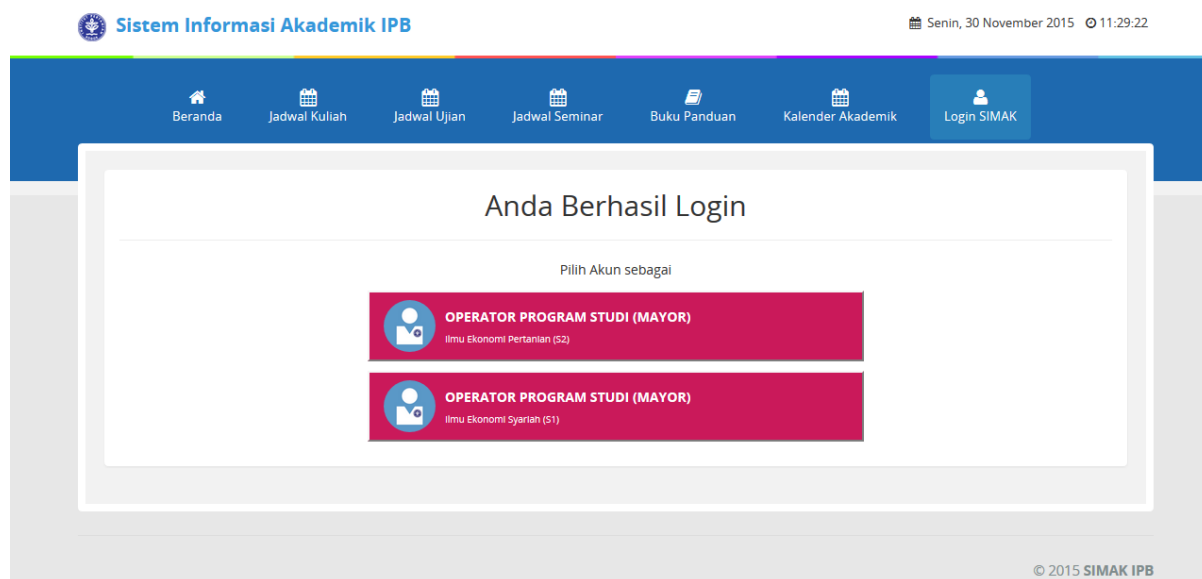 Sistem Informasi Akademik IPB
Senin, 30 November 2015 11:29:22
Beranda
Jadwal Kuliah
Jadwal Ujian
Jadwal Seminar
Buku Panduan
Kalender Akademik
Login SIMAK
Anda Berhasil Login
Pilih Akun sebagai
OPERATOR PROGRAM STUDI (MAYOR)
Ilmu Ekonomi Pertanian (S2)
OPERATOR PROGRAM STUDI (MAYOR)
Ilmu Ekonomi Syariah (S1)
© 2015 SIMAK IPB